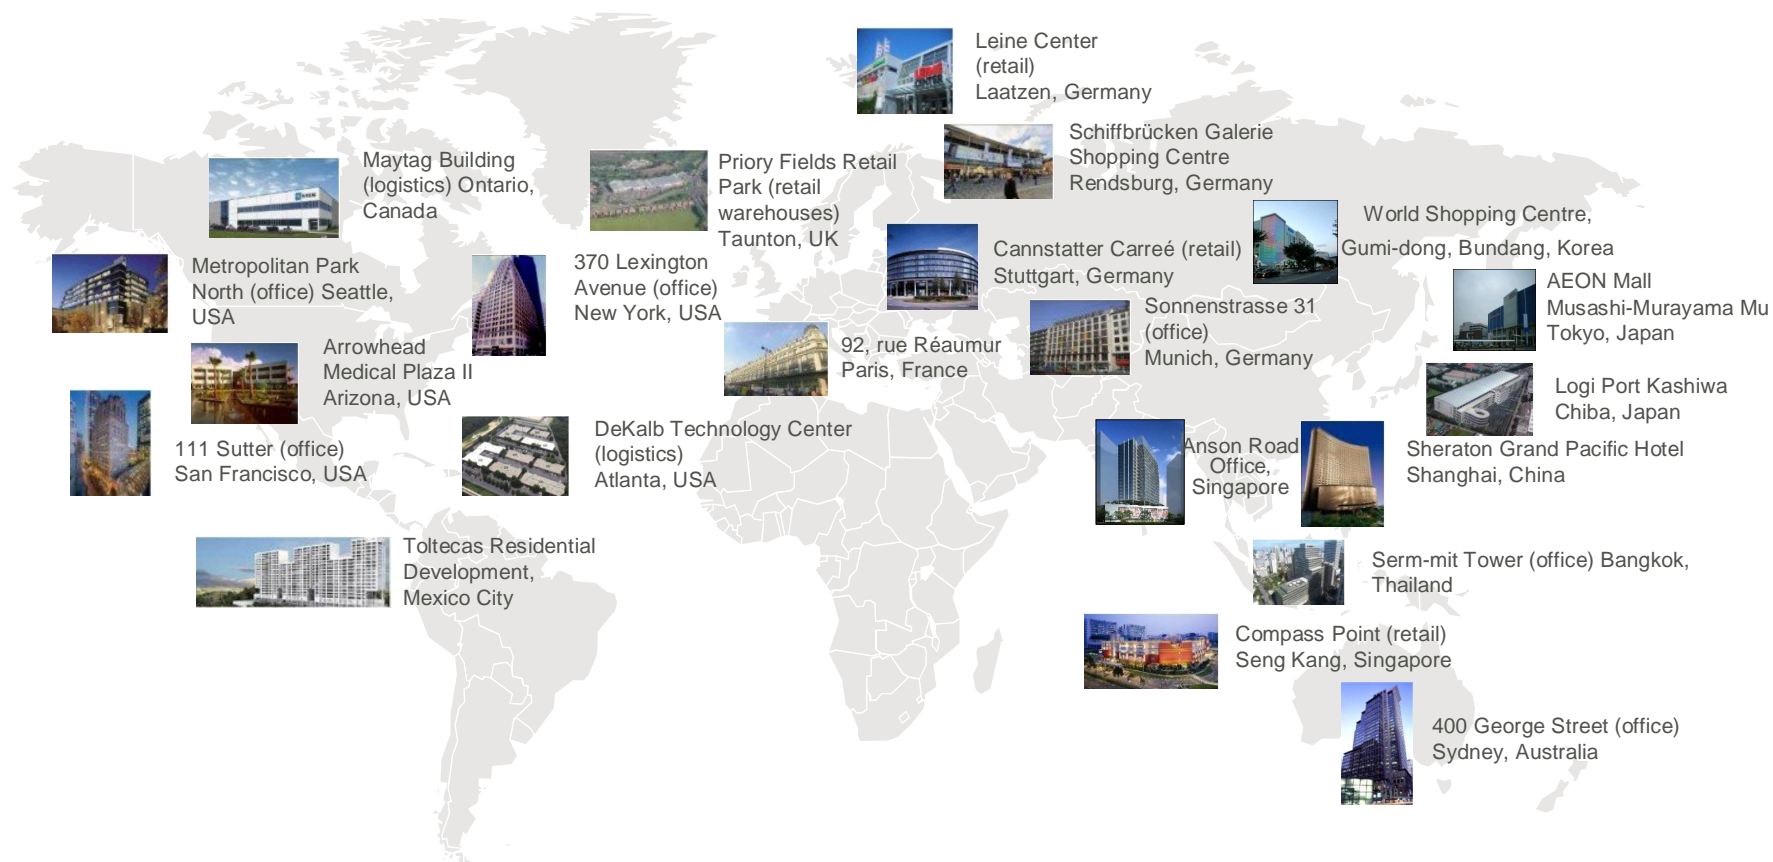 Leine Center
(retail)
Laatzen, Germany
Schiffbrücken Galerie
Shopping Centre
Rendsburg, Germany
Maytag Building
(logistics) Ontario,
Canada
Priory Fields Retail
Park (retail
warehouses)
Taunton, UK
World Shopping Centre,
Gumi-dong, Bundang, Korea
Cannstatter Carreé (retail)
Stuttgart, Germany
Metropolitan Park
North (office) Seattle,
USA
370 Lexington
Avenue (office)
New York, USA
AEON Mall
Musashi-Murayama Mu
Tokyo, Japan
Sonnenstrasse 31
(office)
Munich, Germany
92, rue Réaumur
Paris, France
Arrowhead
Medical Plaza II
Arizona, USA
Logi Port Kashiwa
Chiba, Japan
111 Sutter (office)
San Francisco, USA
DeKalb Technology Center
(logistics)
Atlanta, USA
Anson Road
Office,
Singapore
Sheraton Grand Pacific Hotel
Shanghai, China
Toltecas Residential
Development,
Mexico City
Serm-mit Tower (office) Bangkok,
Thailand
Compass Point (retail)
Seng Kang, Singapore
400 George Street (office)
Sydney, Australia